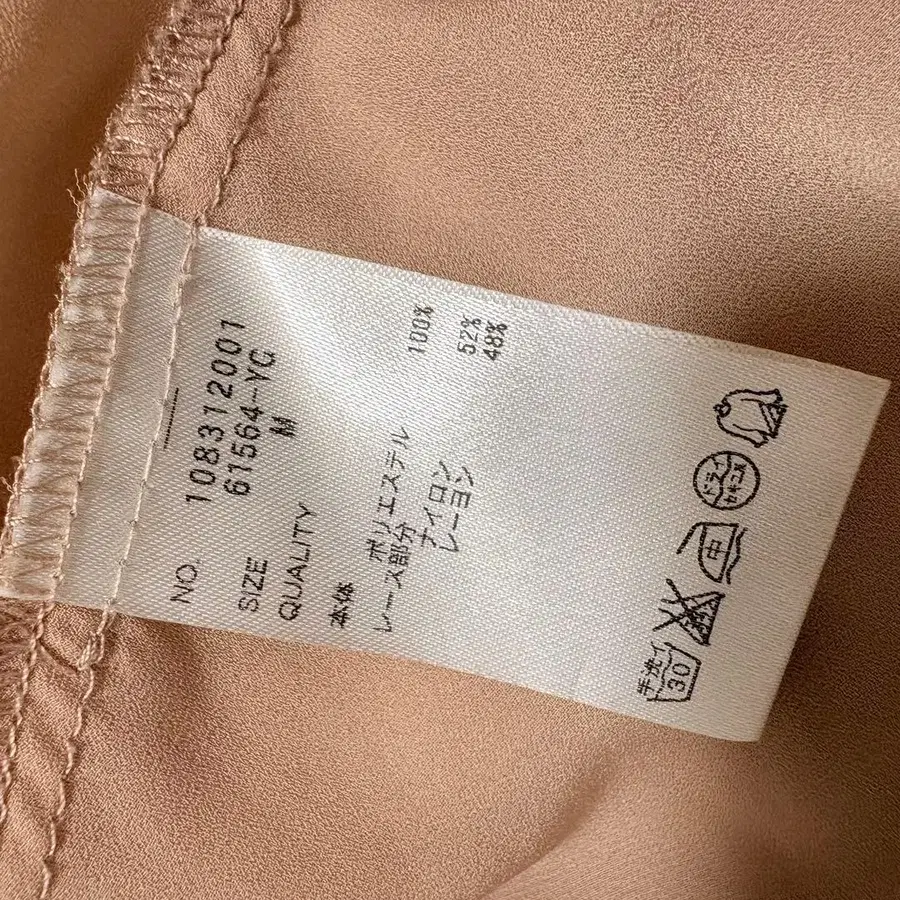 NO. 108312001
61564-YG
SIZE M
QUALITY
本体 ポリエステル 100%
レース部分
ナイロン 52%
レーヨン 48%
手洗イ
30
中
ドライ
セキユ系